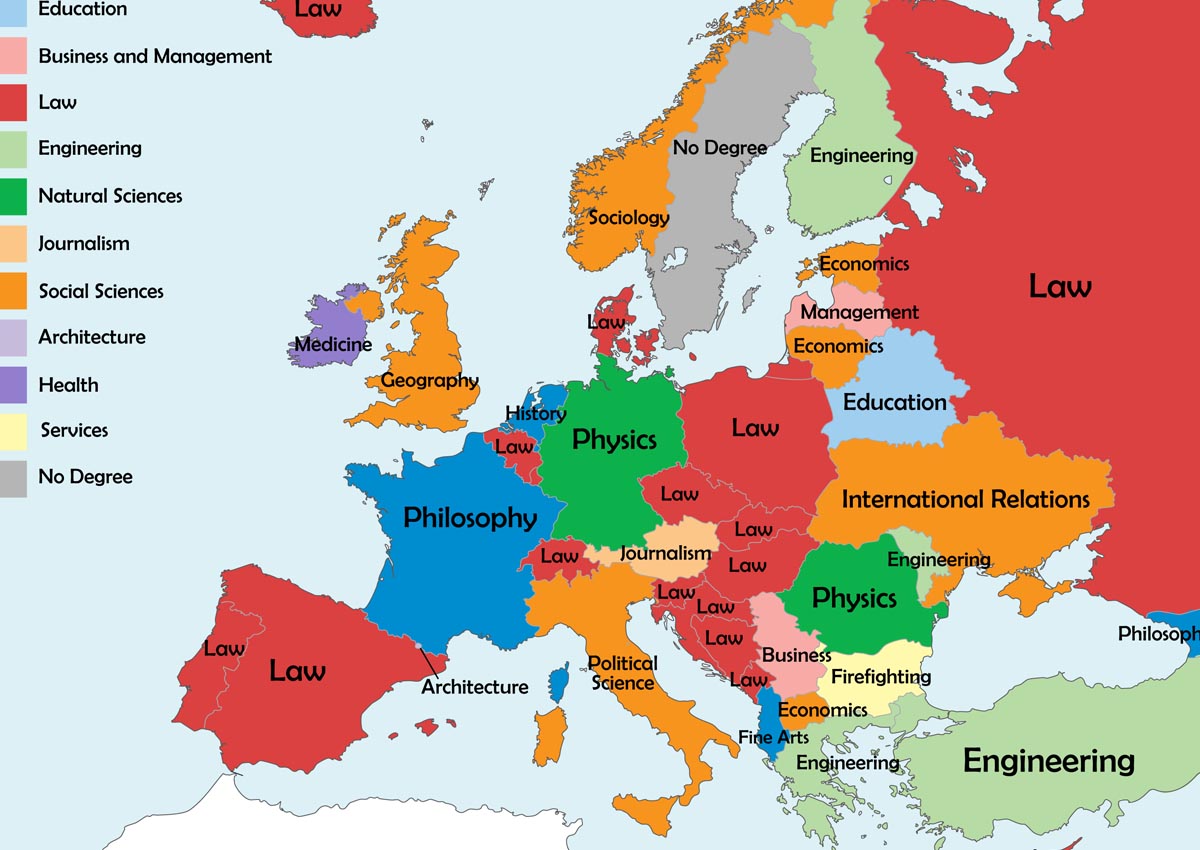 Education
Business and Management
Law
Engineering
Natural Sciences
Journalism
Social Sciences
Architecture
Health
Services
No Degree
Law
No Degree
Engineering
Sociology
Economics
Law
Management
Law
Economics
Medicine
Geography
Education
History
Law
Physics
Law
Law
International Relations
Philosophy
Law
Journalism
Law
Law
Engineering
Law
Law
Physics
Law
Philosoph
Law
Law
Business
Political
Science
Law
Firefighting
Architecture
Economics
Fine Arts
Engineering
Engineering